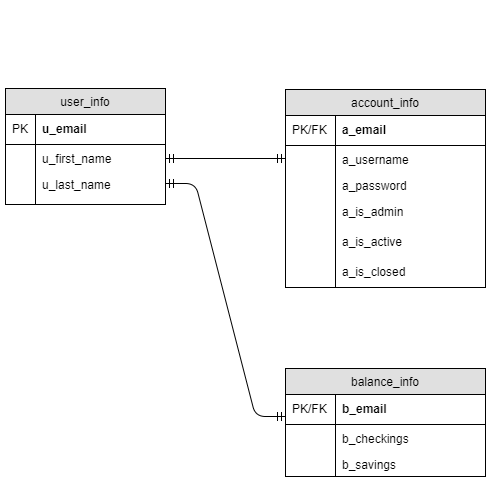 user_info
PK u_email
u_first_name
u_last_name
account_info
PK/FK a_email
a_username
a_password
a_is_admin
a_is_active
a_is_closed
balance_info
PK/FK b_email
b_checkings
b_savings